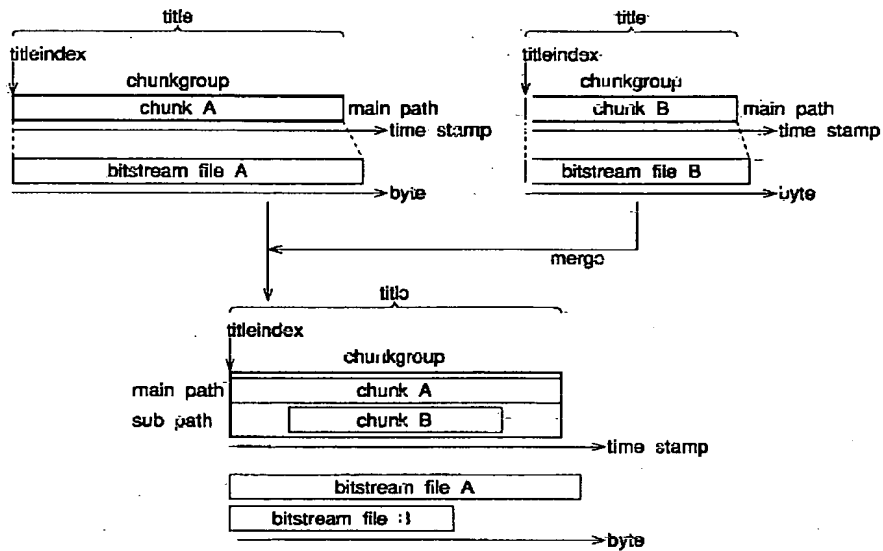 title
title
titleindex
titleindex
chunkgroup
chunkgroup
chunk A
main path
chunk B
main path
time stamp
time stamp
bitstream file A
bitstream file B
byte
byte
merge
title
titleindex
chunkgroup
main path
chunk A
sub path
chunk B
time stamp
bitstream file A
bitstream file B
byte